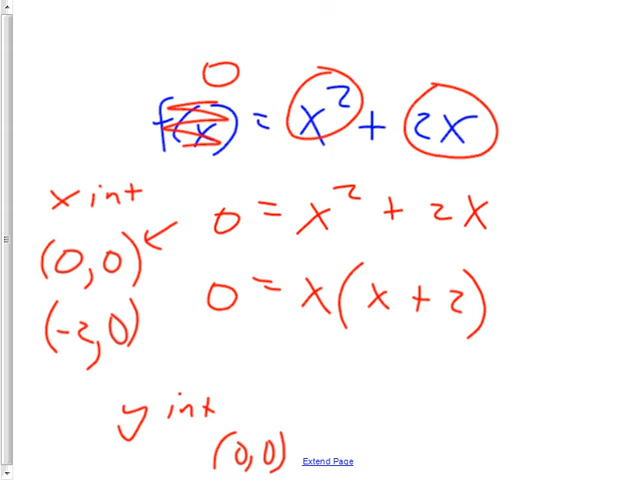 0
f(x) = x² + 2x
x int
0 = x² + 2x
(0,0)
0 = x(x + 2)
(-2,0)
y int
(0,0)
Extend Page